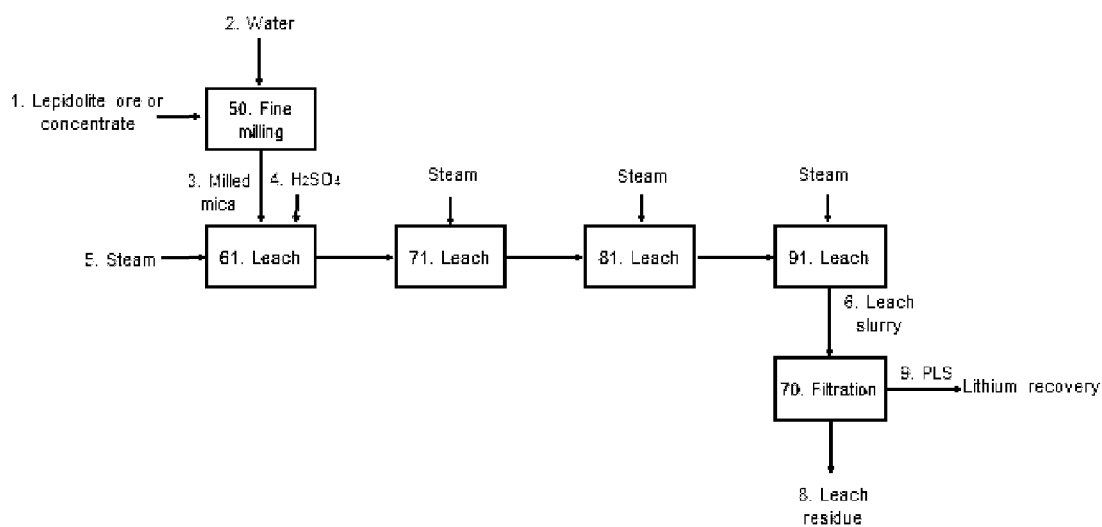 2. Water
1. Lepidolite ore or
concentrate
50. Fine
milling
3. Milled
mica
4. H₂SO₄
Steam
Steam
Steam
5. Steam
61. Leach
71. Leach
81. Leach
91. Leach
6. Leach
slurry
70. Filtration
9. PLS
Lithium recovery
8. Leach
residue